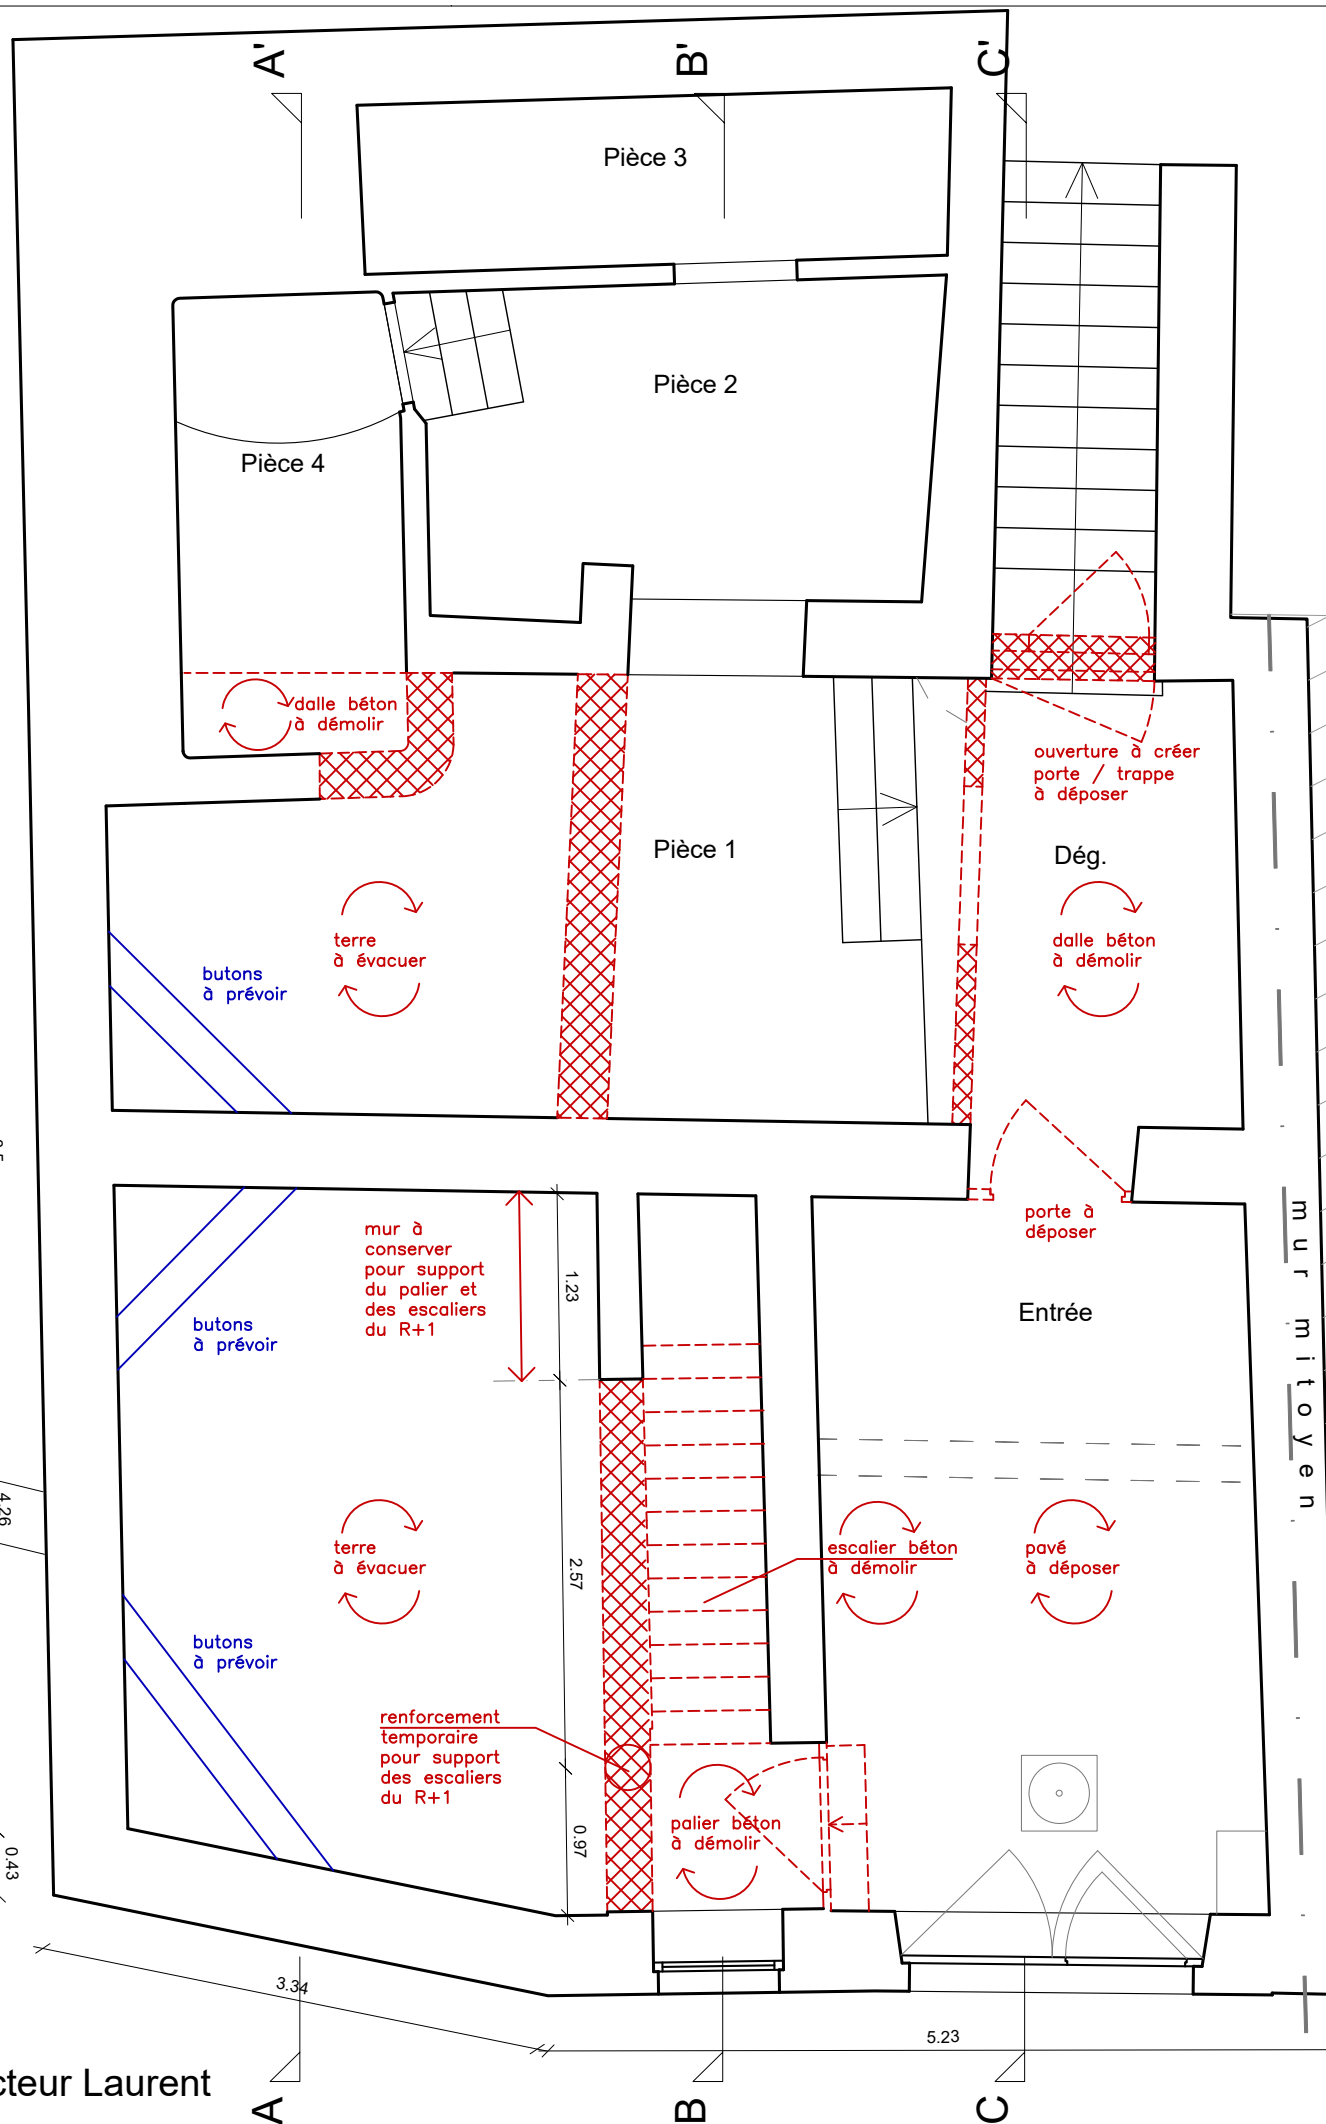 A'
B'
C'
Pièce 3
Pièce 2
Pièce 4
dalle béton
à démolir
ouverture à créer
porte / trappe
à déposer
Pièce 1
Dég.
terre
à évacuer
dalle béton
à démolir
butons
à prévoir
mur à
conserver
pour support
du palier et
des escaliers
du R+1
1.23
porte à
déposer
mur mitoyen
butons
à prévoir
Entrée
4.26
terre
à évacuer
2.57
escalier béton
à démolir
pavé
à déposer
butons
à prévoir
renforcement
temporaire
pour support
des escaliers
du R+1
0.97
palier béton
à démolir
0.43
3.34
5.23
cteur Laurent
A
B
C